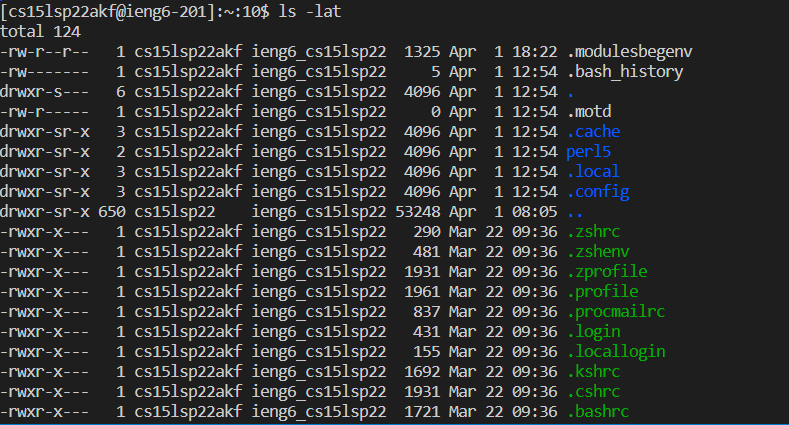 [cs15lsp22akf@ieng6-201]:~:10$ ls -lat
total 124
-rw-r--r--   1 cs15lsp22akf ieng6_cs15lsp22  1325 Apr  1 18:22 .modulesbegenv
-rw-------   1 cs15lsp22akf ieng6_cs15lsp22     5 Apr  1 12:54 .bash_history
drwxr-s---   6 cs15lsp22akf ieng6_cs15lsp22  4096 Apr  1 12:54 .
-rw-r-----   1 cs15lsp22akf ieng6_cs15lsp22     0 Apr  1 12:54 .motd
drwxr-sr-x   3 cs15lsp22akf ieng6_cs15lsp22  4096 Apr  1 12:54 .cache
drwxr-sr-x   2 cs15lsp22akf ieng6_cs15lsp22  4096 Apr  1 12:54 perl5
drwxr-sr-x   3 cs15lsp22akf ieng6_cs15lsp22  4096 Apr  1 12:54 .local
drwxr-sr-x   3 cs15lsp22akf ieng6_cs15lsp22  4096 Apr  1 12:54 .config
drwxr-sr-x 650 cs15lsp22    ieng6_cs15lsp22 53248 Apr  1 08:05 ..
-rwxr-x---   1 cs15lsp22akf ieng6_cs15lsp22   290 Mar 22 09:36 .zshrc
-rwxr-x---   1 cs15lsp22akf ieng6_cs15lsp22   481 Mar 22 09:36 .zshenv
-rwxr-x---   1 cs15lsp22akf ieng6_cs15lsp22  1931 Mar 22 09:36 .zprofile
-rwxr-x---   1 cs15lsp22akf ieng6_cs15lsp22  1961 Mar 22 09:36 .profile
-rwxr-x---   1 cs15lsp22akf ieng6_cs15lsp22   837 Mar 22 09:36 .procmailrc
-rwxr-x---   1 cs15lsp22akf ieng6_cs15lsp22   431 Mar 22 09:36 .login
-rwxr-x---   1 cs15lsp22akf ieng6_cs15lsp22   155 Mar 22 09:36 .locallogin
-rwxr-x---   1 cs15lsp22akf ieng6_cs15lsp22  1692 Mar 22 09:36 .kshrc
-rwxr-x---   1 cs15lsp22akf ieng6_cs15lsp22  1931 Mar 22 09:36 .cshrc
-rwxr-x---   1 cs15lsp22akf ieng6_cs15lsp22  1721 Mar 22 09:36 .bashrc